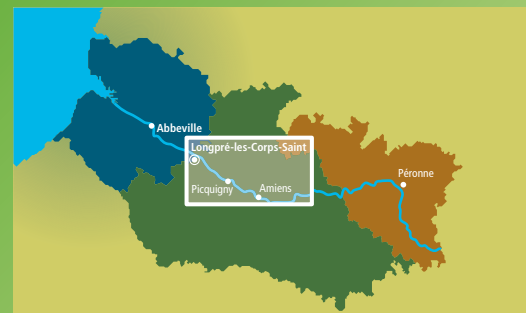 Abbeville
Longpré-les-Corps-Saint
Péronne
Picquigny
Amiens